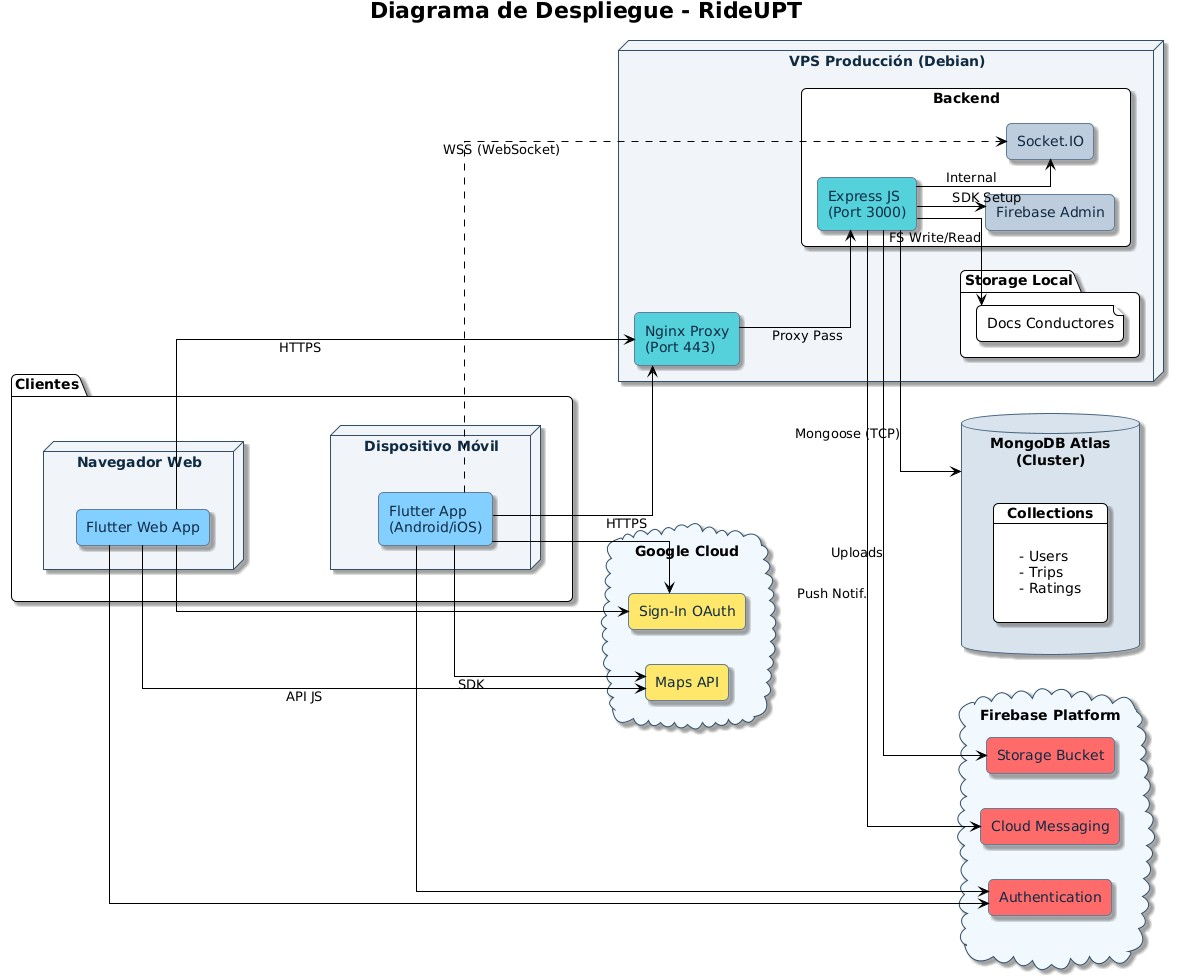 Diagrama de Despliegue - RideUPT
VPS Producción (Debian)
Backend
Socket.IO
WSS (WebSocket)
Internal
Express JS
(Port 3000)
SDK Setup
Firebase Admin
FS Write/Read
Storage Local
Docs Conductores
Nginx Proxy
(Port 443)
Proxy Pass
HTTPS
Clientes
Navegador Web
Flutter Web App
Dispositivo Móvil
Flutter App
(Android/iOS)
HTTPS
Mongoose (TCP)
MongoDB Atlas
(Cluster)
Collections
- Users
- Trips
- Ratings
Uploads
Push Notif.
Google Cloud
Sign-In OAuth
Maps API
SDK
API JS
Firebase Platform
Storage Bucket
Cloud Messaging
Authentication